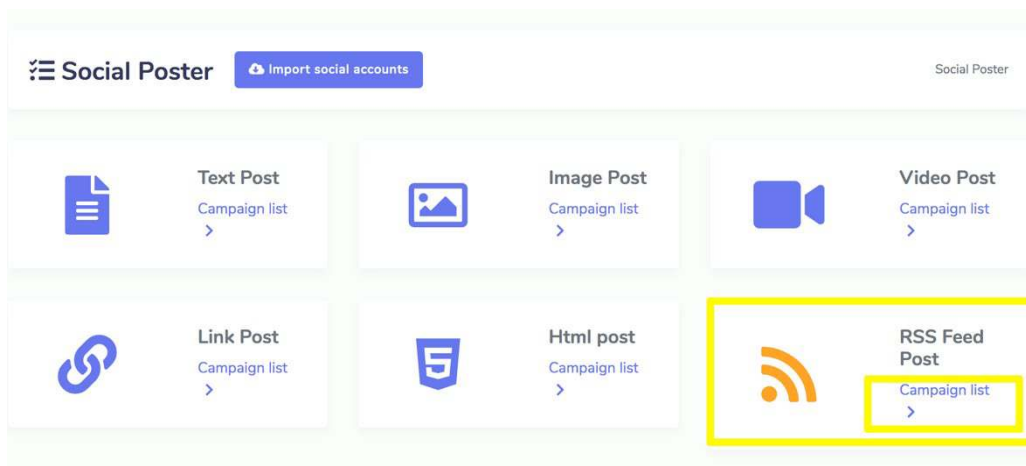 Social Poster
Import social accounts
Social Poster
Text Post
Campaign list
Image Post
Campaign list
Video Post
Campaign list
Link Post
Campaign list
Html post
Campaign list
RSS Feed
Post
Campaign list